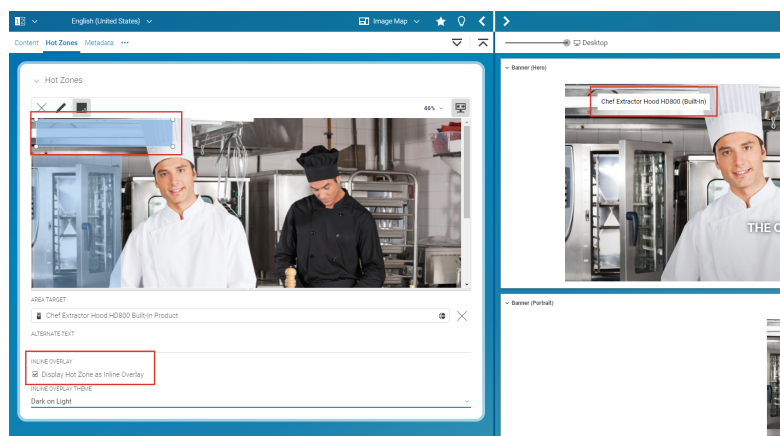 English (United States)
Image Map
Content Hot Zones Metadata
Desktop
Hot Zones
46%
AREA TARGET
Chef Extractor Hood HD800 Built-In Product
ALTERNATE TEXT
INLINE OVERLAY
Display Hot Zone as Inline Overlay
INLINE OVERLAY THEME
Dark on Light
Banner (Hero)
Chef Extractor Hood HD800 (Built-In)
THE
Banner (Portrait)